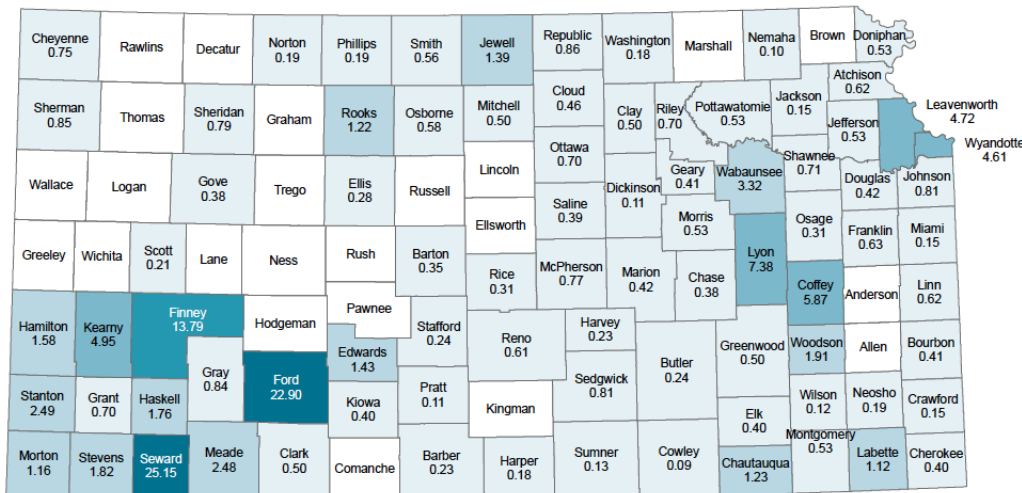 Cheyenne
0.75
Rawlins
Decatur
Norton
0.19
Phillips
0.19
Smith
0.56
Jewell
1.39
Republic
0.86
Washington
0.18
Marshall
Nemaha
0.10
Brown
Doniphan
0.53
Atchison
0.62
Sherman
0.85
Thomas
Sheridan
0.79
Graham
Rooks
1.22
Osborne
0.58
Mitchell
0.50
Cloud
0.46
Clay
0.50
Riley
0.70
Pottawatomie
0.53
Jackson
0.15
Jefferson
0.53
Leavenworth
4.72
Wyandotte
4.61
Wallace
Logan
Gove
0.38
Trego
Ellis
0.28
Russell
Lincoln
Ottawa
0.70
Saline
0.39
Dickinson
0.11
Geary
0.41
Wabaunsee
3.32
Shawnee
0.71
Douglas
0.42
Johnson
0.81
Ellsworth
Morris
0.53
Osage
0.31
Franklin
0.63
Miami
0.15
Greeley
Wichita
Scott
0.21
Lane
Ness
Rush
Barton
0.35
Rice
0.31
McPherson
0.77
Marion
0.42
Chase
0.38
Lyon
7.38
Coffey
5.87
Anderson
Linn
0.62
Hamilton
1.58
Kearny
4.95
Finney
13.79
Hodgeman
Pawnee
Edwards
1.43
Stafford
0.24
Reno
0.61
Harvey
0.23
Butler
0.24
Greenwood
0.50
Woodson
1.91
Allen
Bourbon
0.41
Stanton
2.49
Grant
0.70
Haskell
1.76
Gray
0.84
Ford
22.90
Kiowa
0.40
Pratt
0.11
Kingman
Sedgwick
0.81
Elk
0.40
Wilson
0.12
Neosho
0.19
Crawford
0.15
Morton
1.16
Stevens
1.82
Seward
25.15
Meade
2.48
Clark
0.50
Comanche
Barber
0.23
Harper
0.18
Sumner
0.13
Cowley
0.09
Chautauqua
1.23
Montgomery
0.53
Labette
1.12
Cherokee
0.40